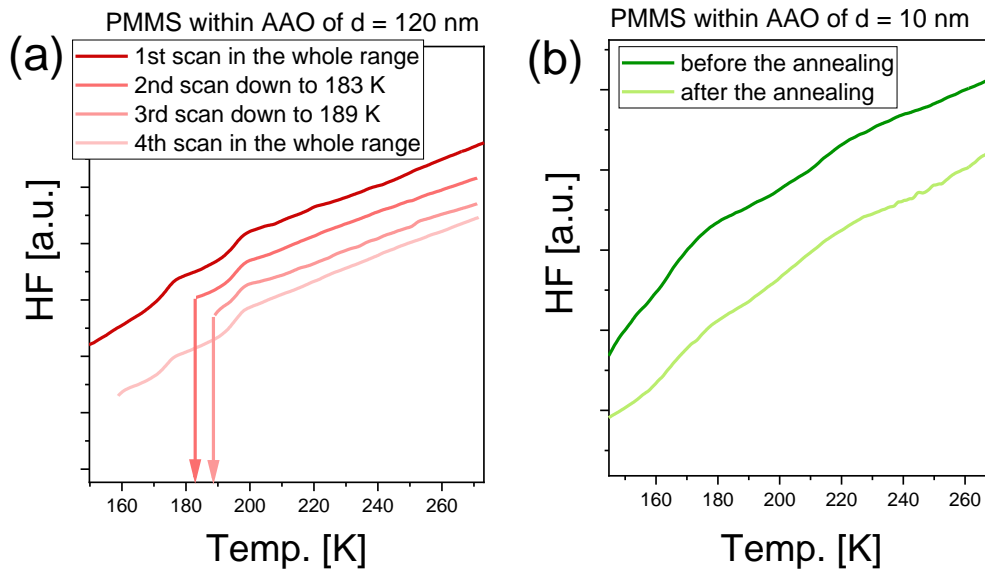 (a)
PMMS within AAO of d = 120 nm
1st scan in the whole range
2nd scan down to 183 K
3rd scan down to 189 K
4th scan in the whole range
HF [a.u.]
160 180 200 220 240 260
Temp. [K]
(b)
PMMS within AAO of d = 10 nm
before the annealing
after the annealing
HF [a.u.]
160 180 200 220 240 260
Temp. [K]